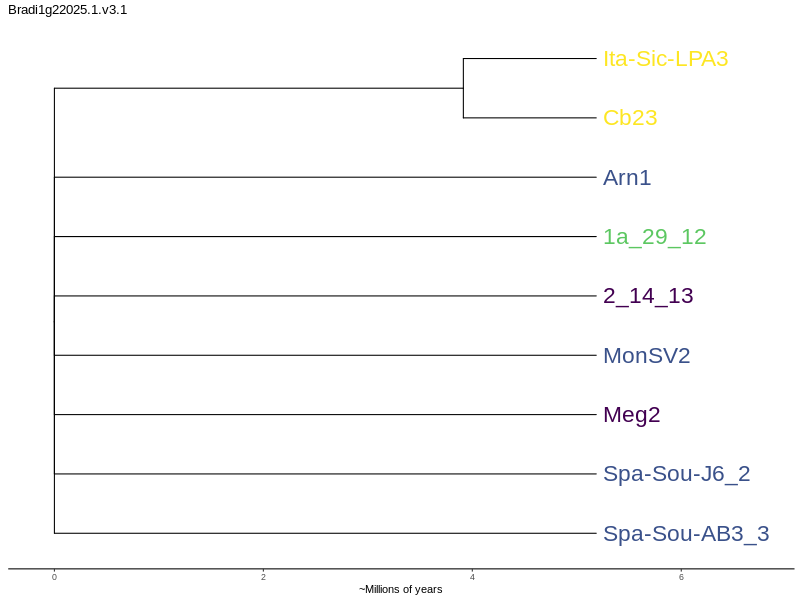 Bradi1g22025.1.v3.1
Ita-Sic-LPA3
Cb23
Arn1
1a_29_12
2_14_13
MonSV2
Meg2
Spa-Sou-J6_2
Spa-Sou-AB3_3
0 2 4 6
~Millions of years